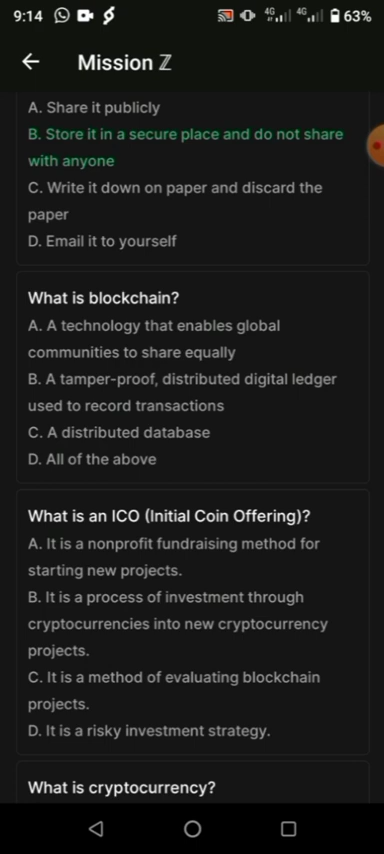 9:14 4G 4G 63%
Mission ℤ
A. Share it publicly
B. Store it in a secure place and do not share
with anyone
C. Write it down on paper and discard the
paper
D. Email it to yourself
What is blockchain?
A. A technology that enables global
communities to share equally
B. A tamper-proof, distributed digital ledger
used to record transactions
C. A distributed database
D. All of the above
What is an ICO (Initial Coin Offering)?
A. It is a nonprofit fundraising method for
starting new projects.
B. It is a process of investment through
cryptocurrencies into new cryptocurrency
projects.
C. It is a method of evaluating blockchain
projects.
D. It is a risky investment strategy.
What is cryptocurrency?